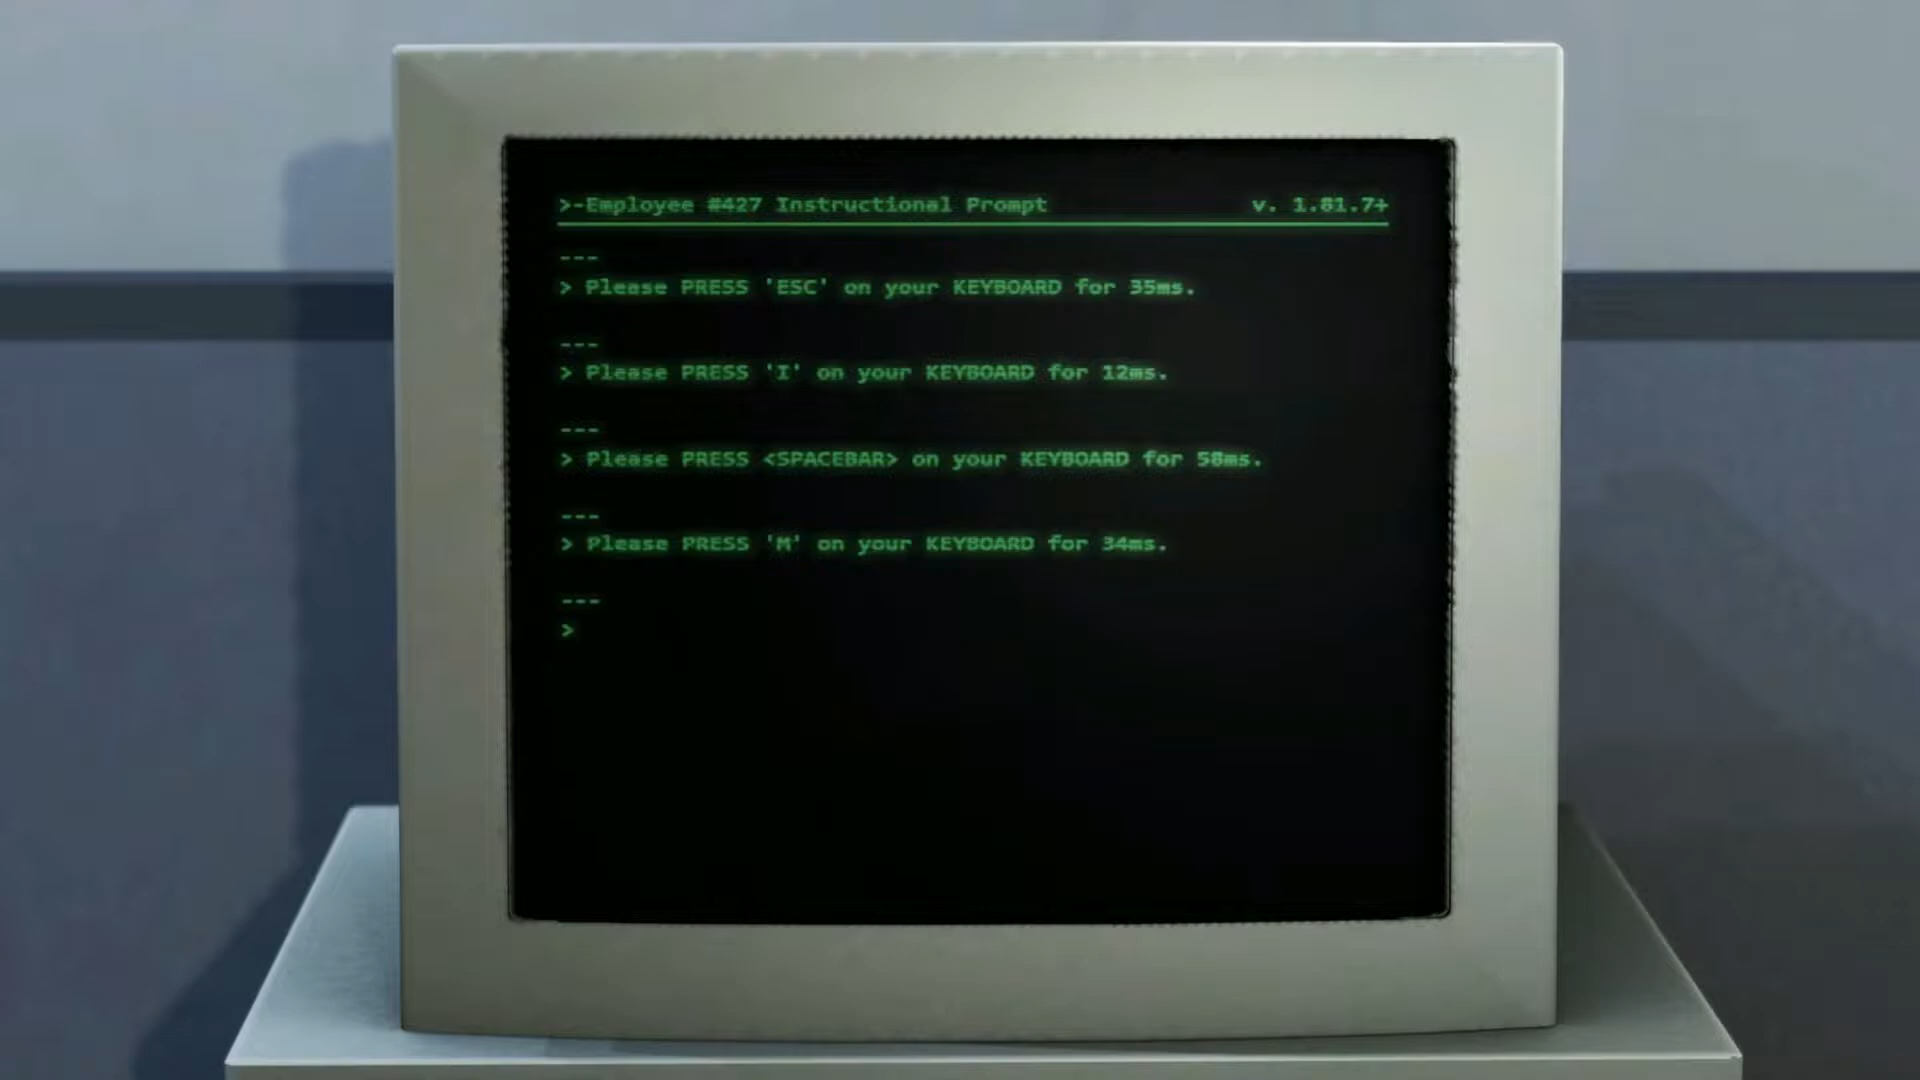 >-Employee #427 Instructional Prompt v. 1.81.7+
---
> Please PRESS 'ESC' on your KEYBOARD for 35ms.
---
> Please PRESS 'I' on your KEYBOARD for 12ms.
---
> Please PRESS <SPACEBAR> on your KEYBOARD for 58ms.
---
> Please PRESS 'M' on your KEYBOARD for 34ms.
---
>